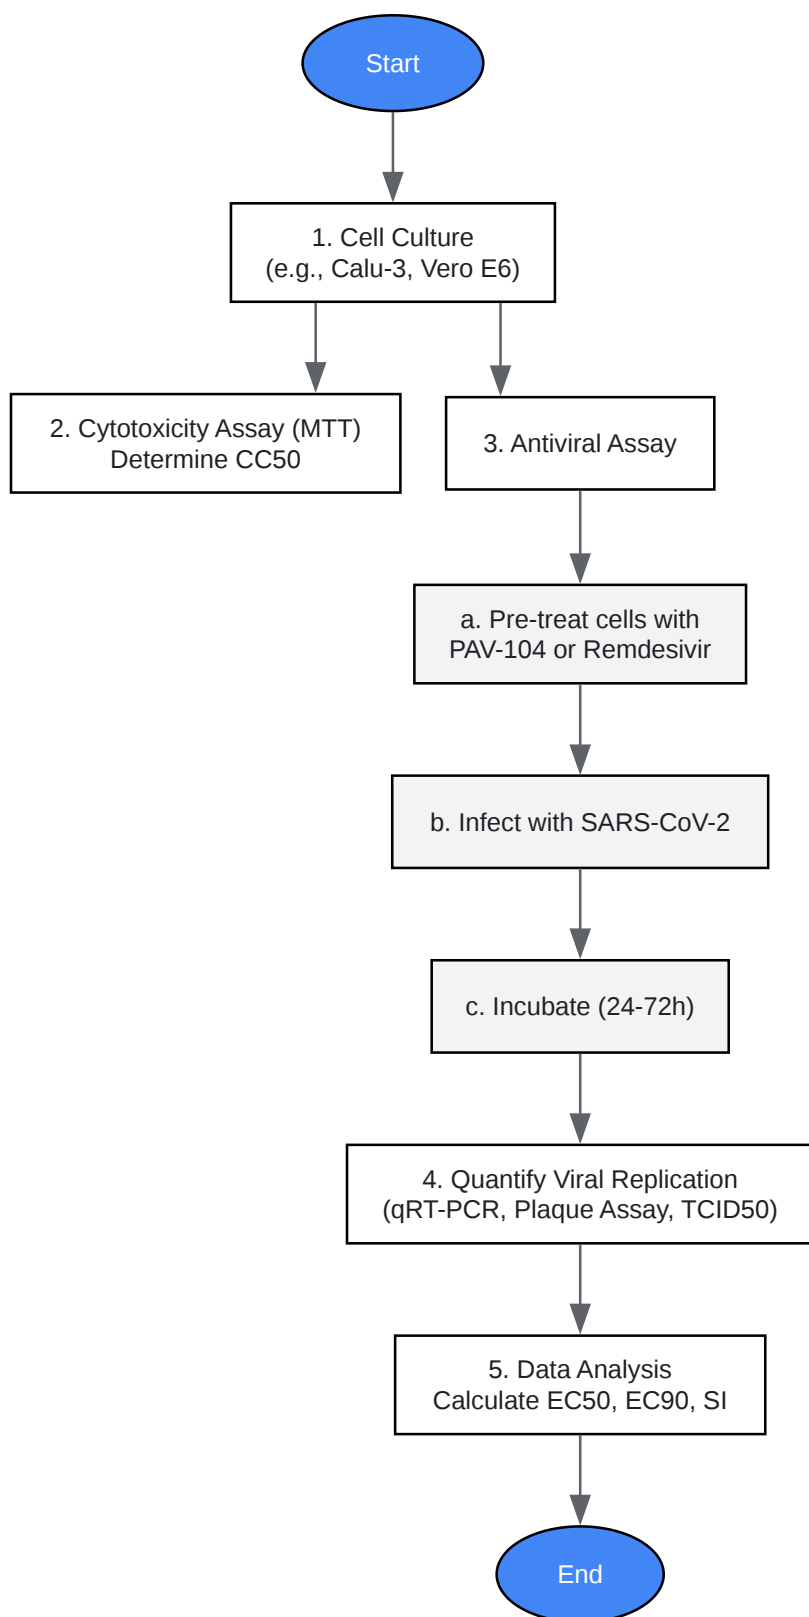 Start
1. Cell Culture
(e.g., Calu-3, Vero E6)
2. Cytotoxicity Assay (MTT)
Determine CC50
3. Antiviral Assay
a. Pre-treat cells with
PAV-104 or Remdesivir
b. Infect with SARS-CoV-2
c. Incubate (24-72h)
4. Quantify Viral Replication
(qRT-PCR, Plaque Assay, TCID50)
5. Data Analysis
Calculate EC50, EC90, SI
End